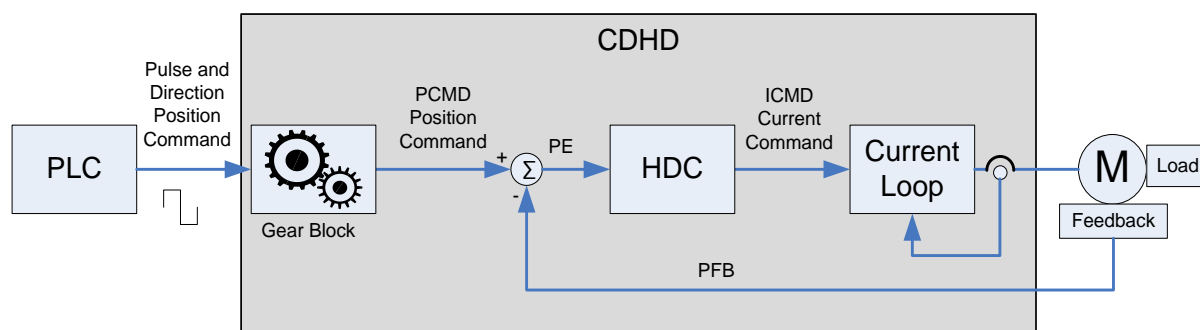 CDHD
PLC
Pulse and
Direction
Position
Command
Gear Block
PCMD
Position
Command
+
Σ
-
PE
HDC
ICMD
Current
Command
Current
Loop
M
Load
Feedback
PFB